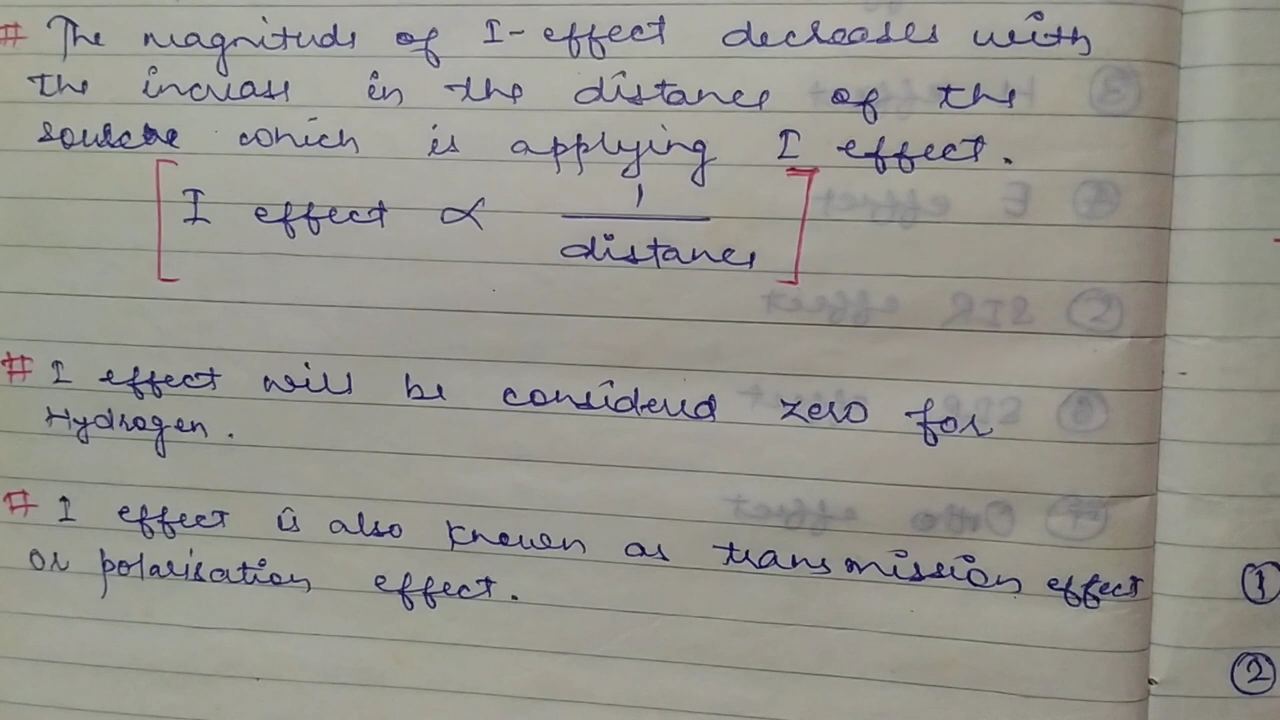 # The magnitude of I-effect decreases with
the increase in the distance of the
source which is applying I effect.
[I effect ∝ 1/distance]
# I effect will be considered zero for
Hydrogen.
# I effect is also known as transmission effect
or polarisation effect.
①
②